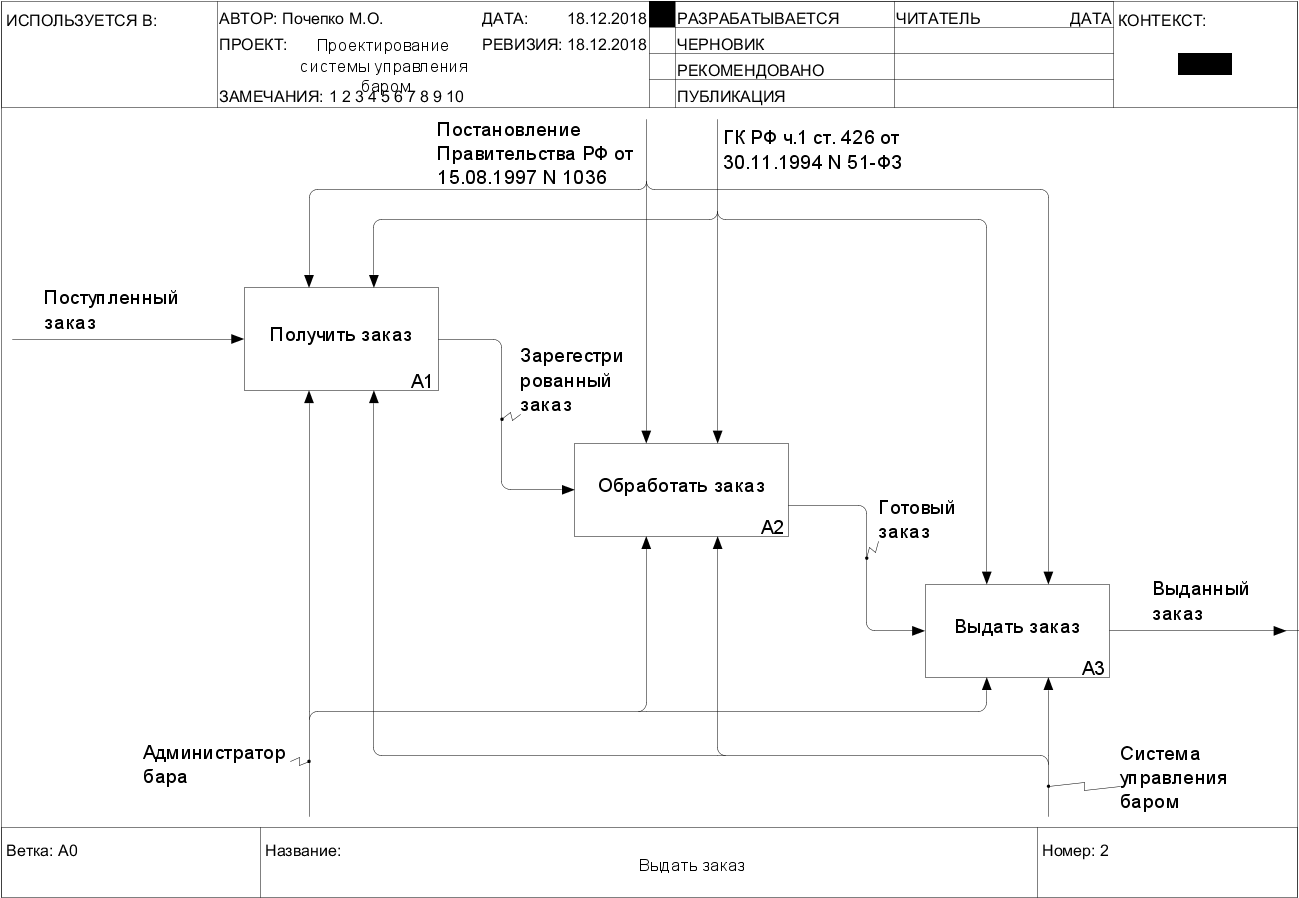 ИСПОЛЬЗУЕТСЯ В:
АВТОР: Почепко М.О.
ДАТА: 18.12.2018
ПРОЕКТ: Проектирование
системы управления
баром
РЕВИЗИЯ: 18.12.2018
ЗАМЕЧАНИЯ: 1 2 3 4 5 6 7 8 9 10
РАЗРАБАТЫВАЕТСЯ
ЧЕРНОВИК
РЕКОМЕНДОВАНО
ПУБЛИКАЦИЯ
ЧИТАТЕЛЬ ДАТА
КОНТЕКСТ:
Постановление
Правительства РФ от
15.08.1997 N 1036
ГК РФ ч.1 ст. 426 от
30.11.1994 N 51-ФЗ
Поступленный
заказ
Получить заказ
A1
Зарегестри
рованный
заказ
Обработать заказ
A2
Готовый
заказ
Выдать заказ
A3
Выданный
заказ
Администратор
бара
Система
управления
баром
Ветка: A0
Название:
Выдать заказ
Номер: 2